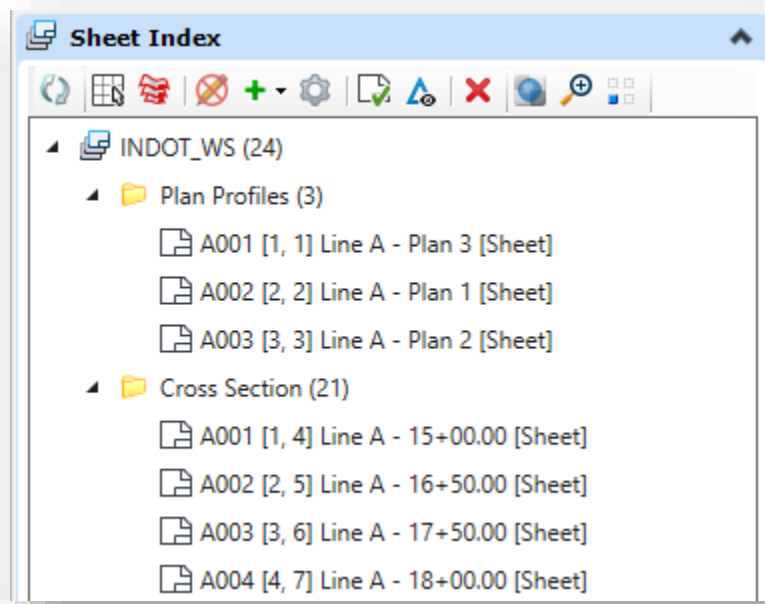 Sheet Index
INDOT_WS (24)
Plan Profiles (3)
A001 [1, 1] Line A - Plan 3 [Sheet]
A002 [2, 2] Line A - Plan 1 [Sheet]
A003 [3, 3] Line A - Plan 2 [Sheet]
Cross Section (21)
A001 [1, 4] Line A - 15+00.00 [Sheet]
A002 [2, 5] Line A - 16+50.00 [Sheet]
A003 [3, 6] Line A - 17+50.00 [Sheet]
A004 [4, 7] Line A - 18+00.00 [Sheet]